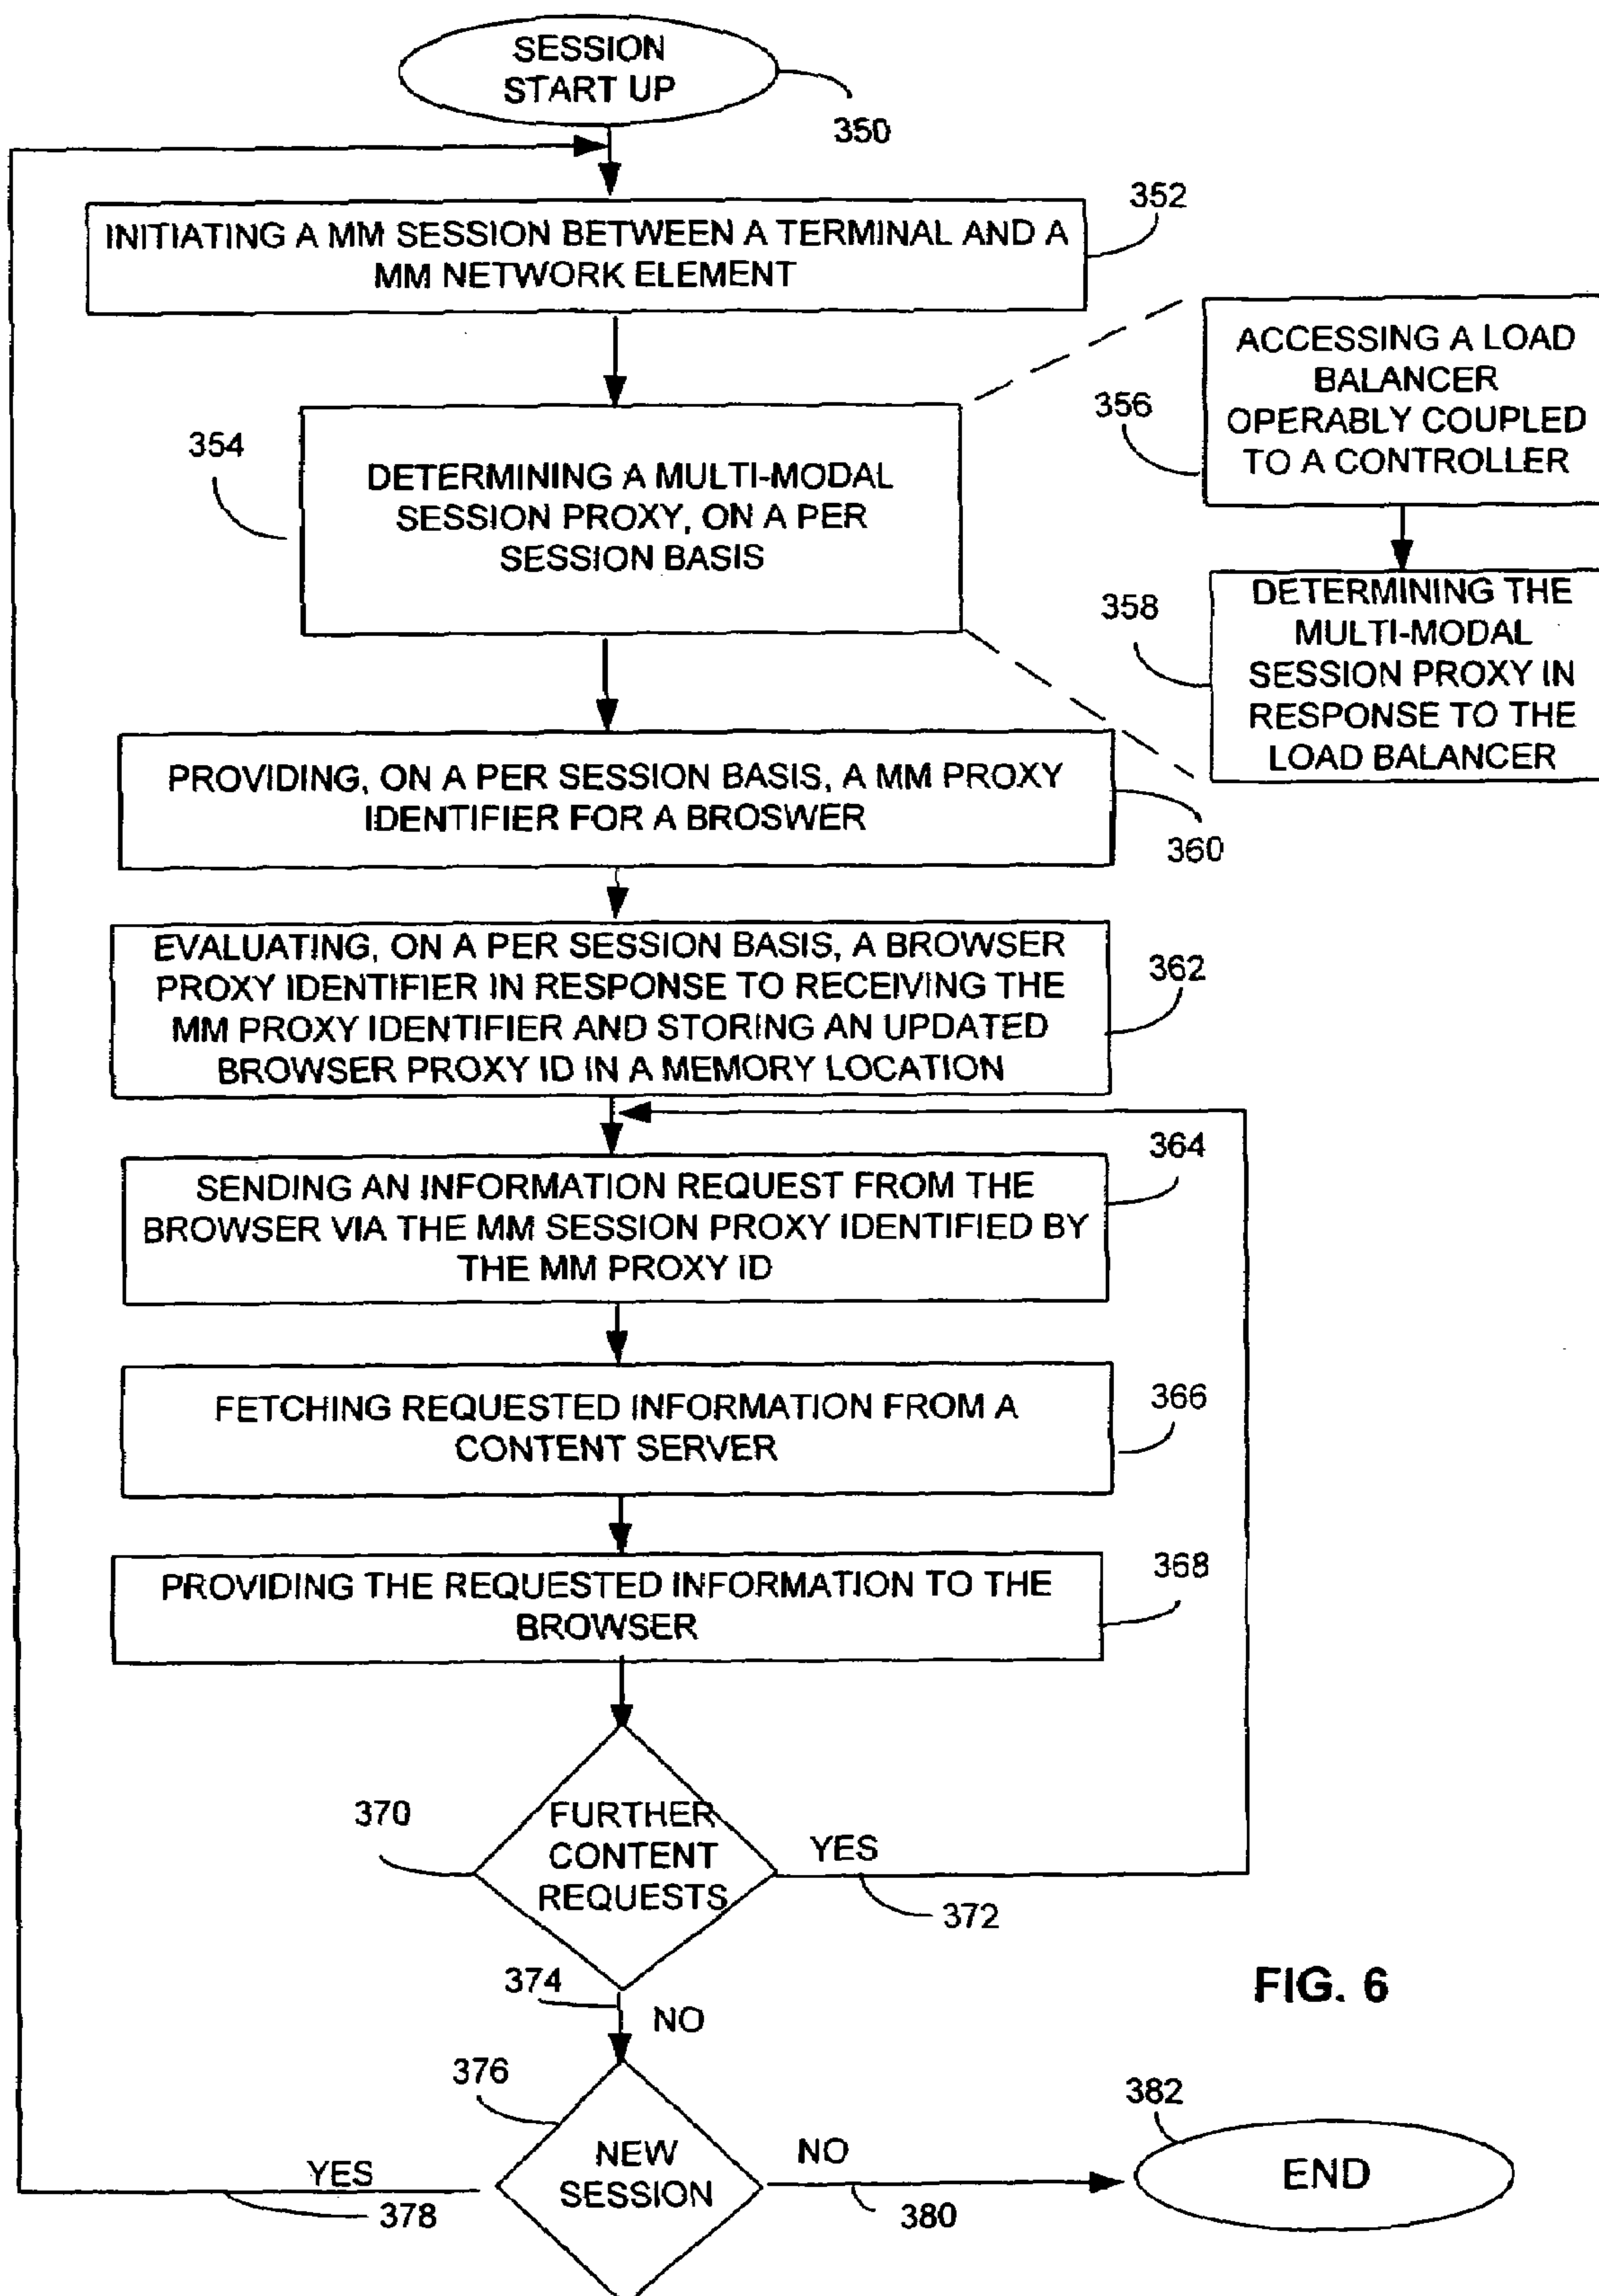 SESSION
START UP
350
352
INITIATING A MM SESSION BETWEEN A TERMINAL AND A
MM NETWORK ELEMENT
354
DETERMINING A MULTI-MODAL
SESSION PROXY, ON A PER
SESSION BASIS
356
ACCESSING A LOAD
BALANCER
OPERABLY COUPLED
TO A CONTROLLER
358
DETERMINING THE
MULTI-MODAL
SESSION PROXY IN
RESPONSE TO THE
LOAD BALANCER
PROVIDING, ON A PER SESSION BASIS, A MM PROXY
IDENTIFIER FOR A BROSWER
360
EVALUATING, ON A PER SESSION BASIS, A BROWSER
PROXY IDENTIFIER IN RESPONSE TO RECEIVING THE
MM PROXY IDENTIFIER AND STORING AN UPDATED
BROWSER PROXY ID IN A MEMORY LOCATION
362
364
SENDING AN INFORMATION REQUEST FROM THE
BROWSER VIA THE MM SESSION PROXY IDENTIFIED BY
THE MM PROXY ID
366
FETCHING REQUESTED INFORMATION FROM A
CONTENT SERVER
368
PROVIDING THE REQUESTED INFORMATION TO THE
BROWSER
370
FURTHER
CONTENT
REQUESTS
YES
372
374
NO
FIG. 6
376
NEW
SESSION
YES
378
NO
380
382
END